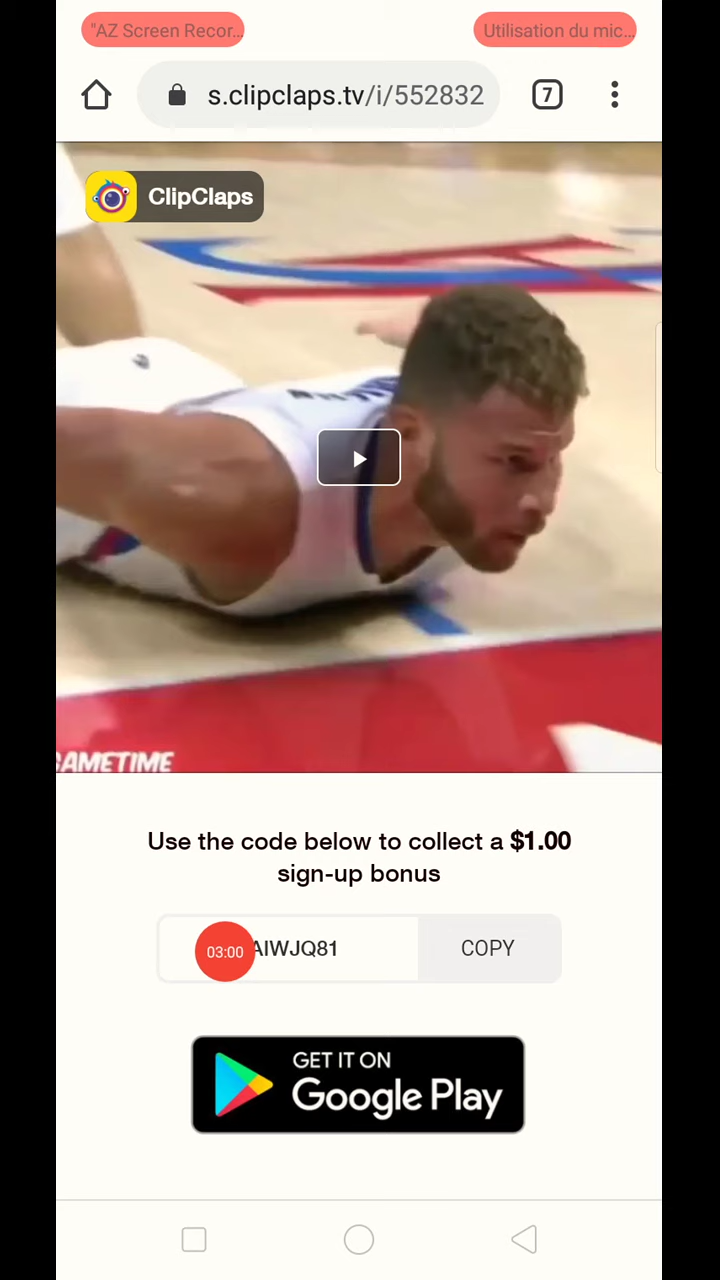 "AZ Screen Recor...
Utilisation du mic...
s.clipclaps.tv/i/552832
7
ClipClaps
GAMETIME
Use the code below to collect a $1.00
sign-up bonus
03:00
AIWJQ81
COPY
GET IT ON
Google Play